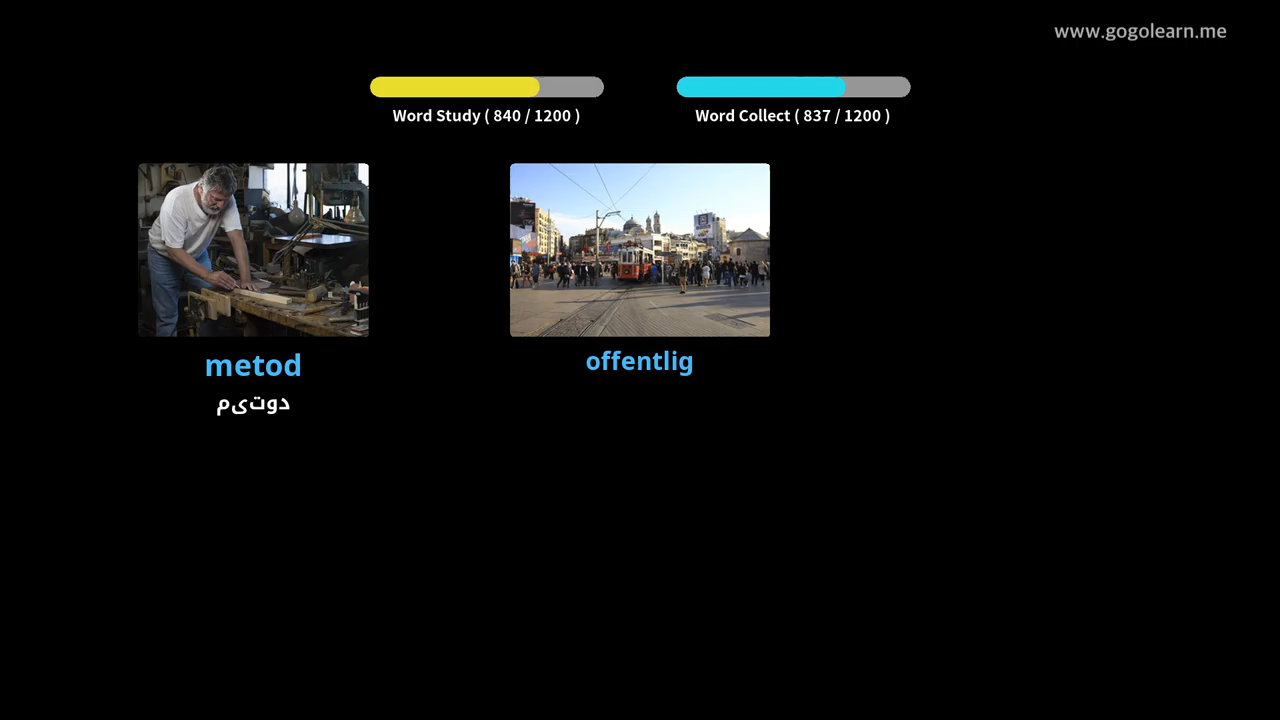 www.gogolearn.me
Word Study ( 840 / 1200 )
Word Collect ( 837 / 1200 )
metod
دوتیم
offentlig